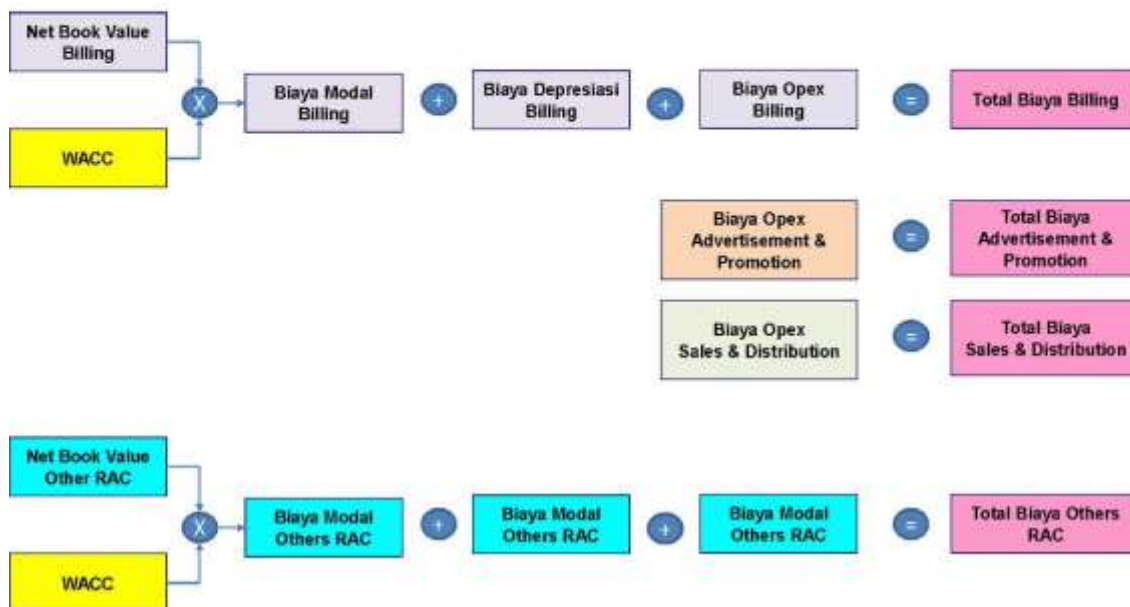 Net Book Value
Billing
X
WACC
Biaya Modal
Billing
+
Biaya Depresiasi
Billing
+
Biaya Opex
Billing
=
Total Biaya Billing
Biaya Opex
Advertisement &
Promotion
=
Total Biaya
Advertisement &
Promotion
Biaya Opex
Sales & Distribution
=
Total Biaya
Sales & Distribution
Net Book Value
Other RAC
X
WACC
Biaya Modal
Others RAC
+
Biaya Modal
Others RAC
+
Biaya Modal
Others RAC
=
Total Biaya Others
RAC